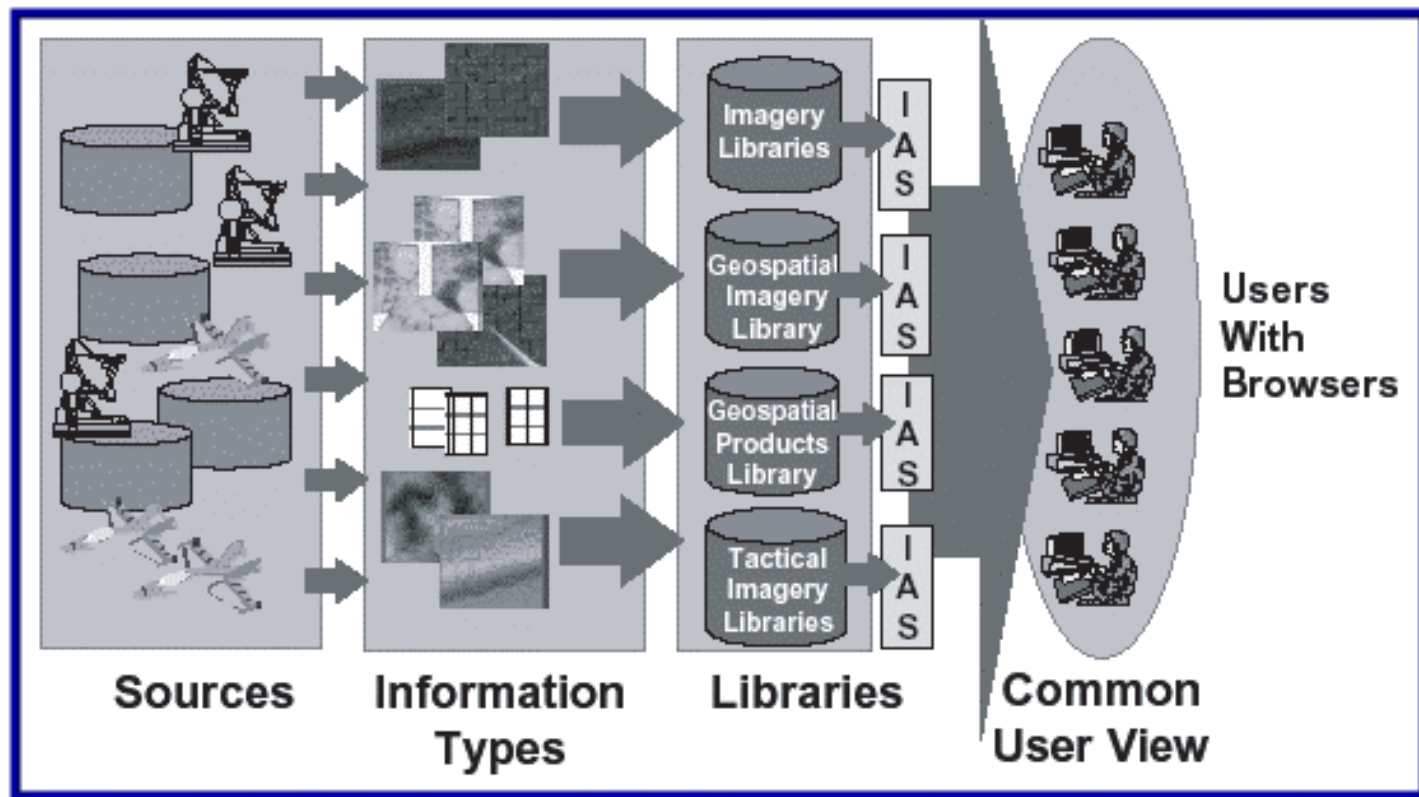 Imagery
Libraries
I
A
S
Geospatial
Imagery
Library
I
A
S
Geospatial
Products
Library
I
A
S
Tactical
Imagery
Libraries
I
A
S
Users
With
Browsers
Sources
Information
Types
Libraries
Common
User View